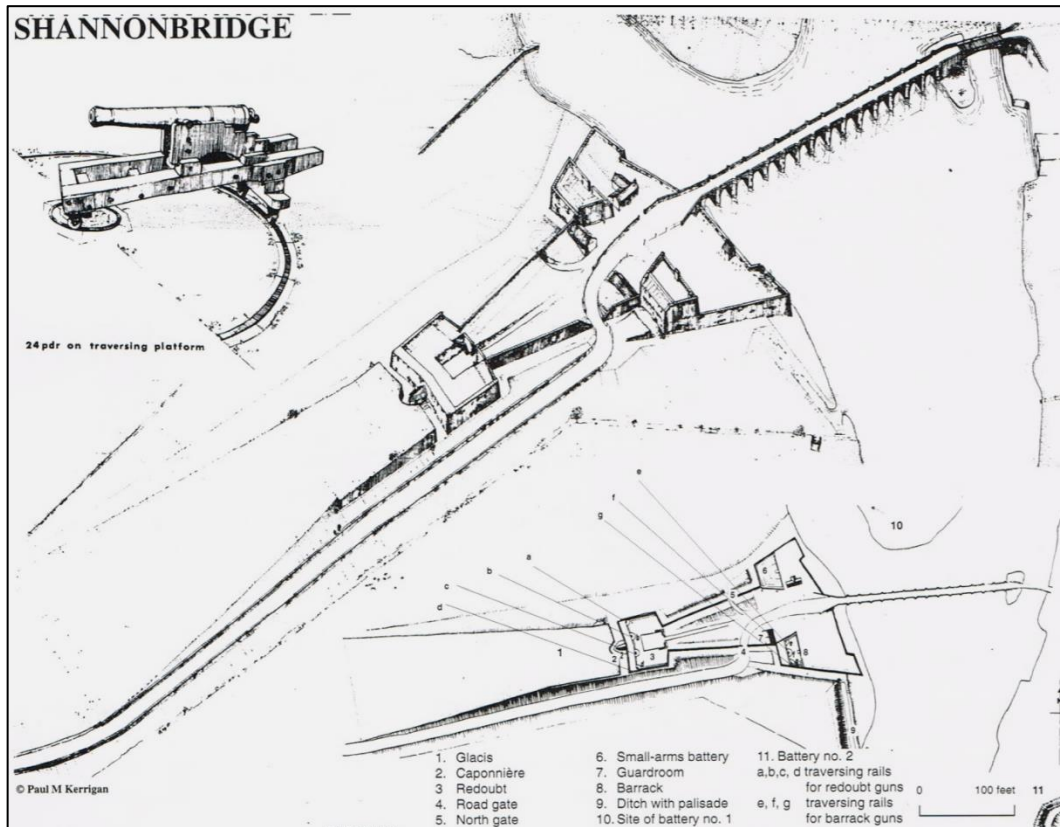 SHANNONBRIDGE
24 pdr on traversing platform
e
f
g
a
b
c
d
10
6
5
1
2
3
7
4
8
9
1. Glacis
2. Caponnière
3 Redoubt
4. Road gate
5. North gate
6. Small-arms battery
7. Guardroom
8. Barrack
9. Ditch with palisade
10. Site of battery no. 1
11. Battery no. 2
a,b,c, d traversing rails
for redoubt guns
e, f, g traversing rails
for barrack guns
0 100 feet
11
© Paul M Kerrigan